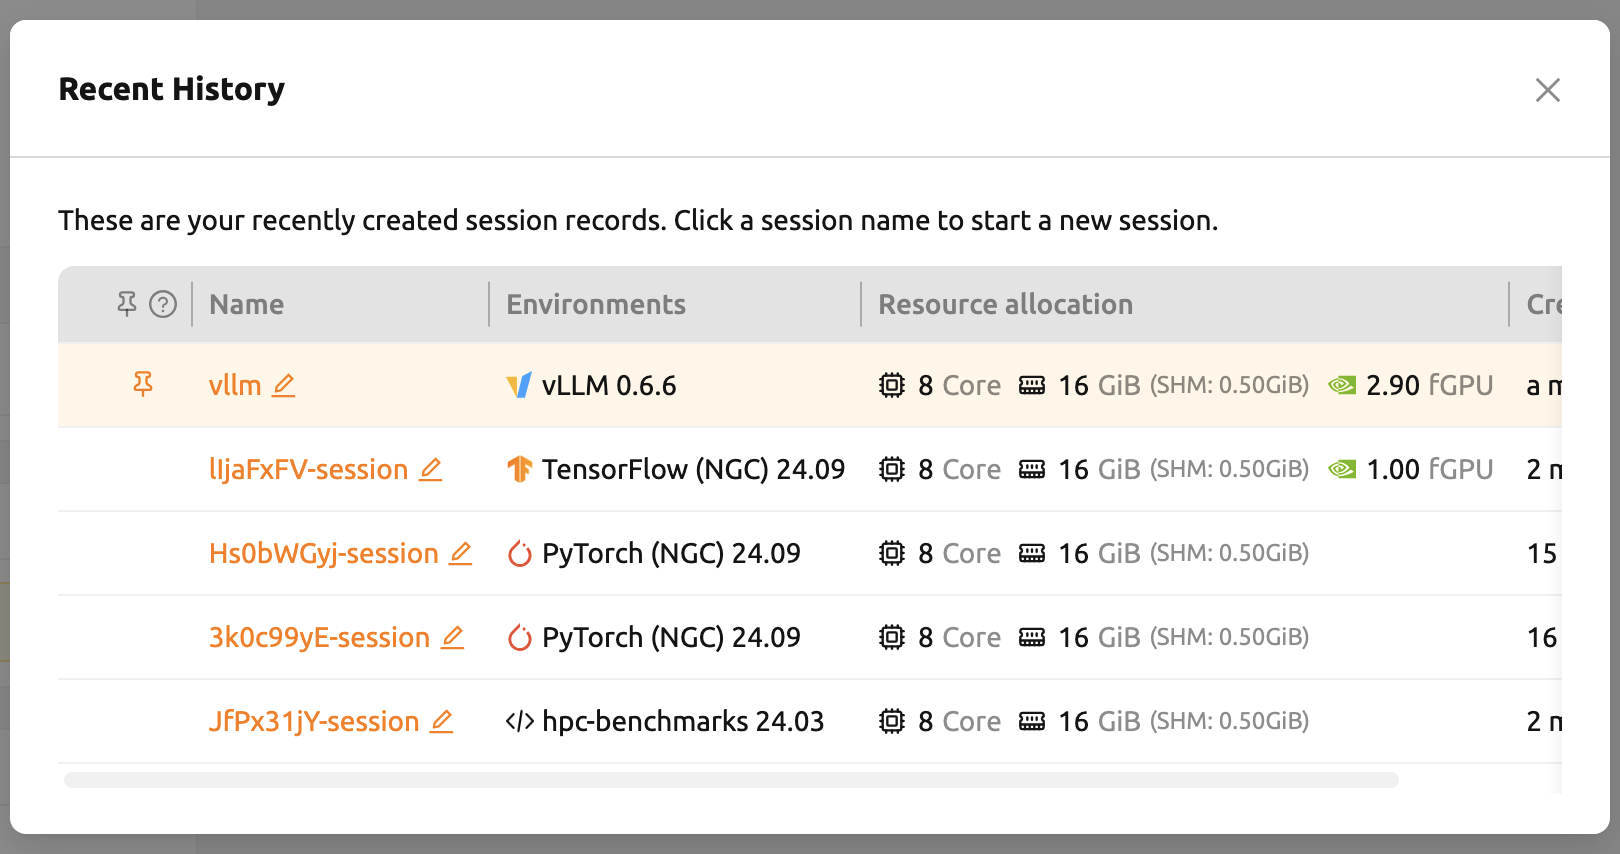 Recent History
These are your recently created session records. Click a session name to start a new session.
Name Environments Resource allocation Cre
vllm vLLM 0.6.6 8 Core 16 GiB (SHM: 0.50GiB) 2.90 fGPU a m
lIjaFxFV-session TensorFlow (NGC) 24.09 8 Core 16 GiB (SHM: 0.50GiB) 1.00 fGPU 2 m
Hs0bWGyj-session PyTorch (NGC) 24.09 8 Core 16 GiB (SHM: 0.50GiB) 15
3k0c99yE-session PyTorch (NGC) 24.09 8 Core 16 GiB (SHM: 0.50GiB) 16
JfPx31jY-session hpc-benchmarks 24.03 8 Core 16 GiB (SHM: 0.50GiB) 2 m